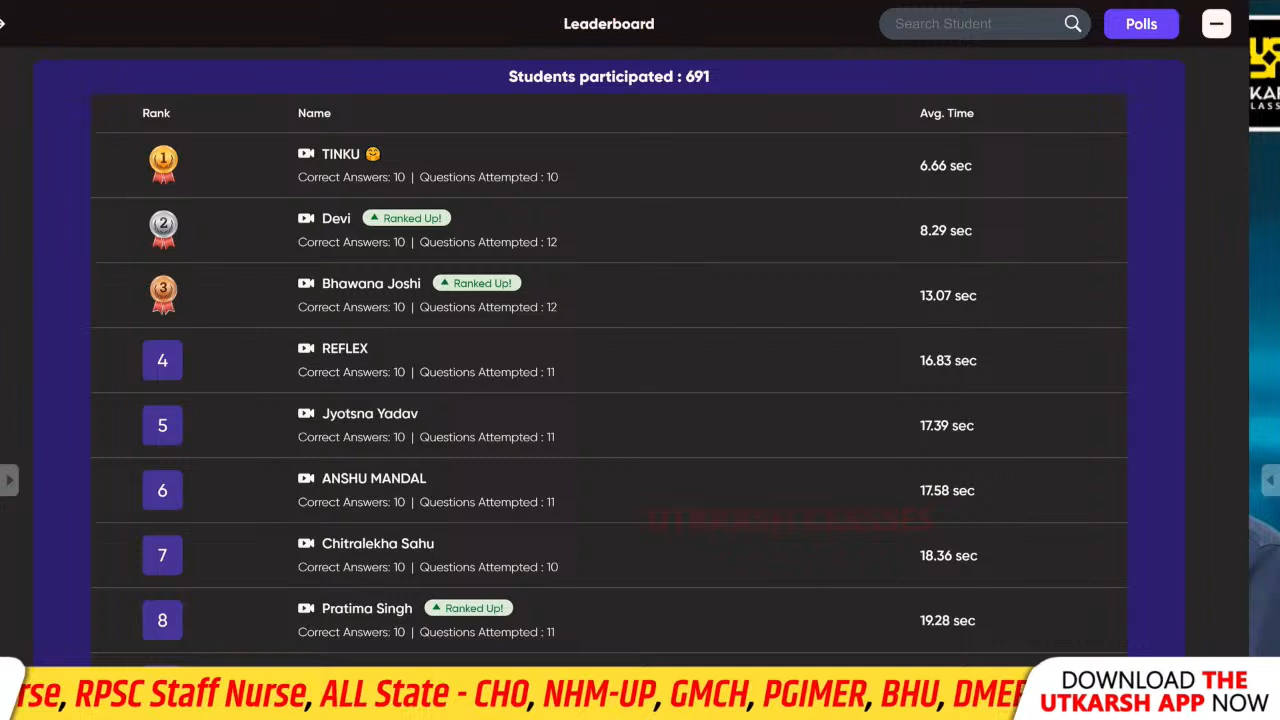 Leaderboard
Search Student
Polls
Students participated : 691
Rank Name Avg. Time
1 TINKU 🤗 6.66 sec
Correct Answers: 10 | Questions Attempted : 10
2 Devi Ranked Up! 8.29 sec
Correct Answers: 10 | Questions Attempted : 12
3 Bhawana Joshi Ranked Up! 13.07 sec
Correct Answers: 10 | Questions Attempted : 12
4 REFLEX 16.83 sec
Correct Answers: 10 | Questions Attempted : 11
5 Jyotsna Yadav 17.39 sec
Correct Answers: 10 | Questions Attempted : 11
6 ANSHU MANDAL 17.58 sec
Correct Answers: 10 | Questions Attempted : 11
UTKARSH CLASSES
7 Chitralekha Sahu 18.36 sec
Correct Answers: 10 | Questions Attempted : 10
8 Pratima Singh Ranked Up! 19.28 sec
Correct Answers: 10 | Questions Attempted : 11
rse, RPSC Staff Nurse, ALL State - CHO, NHM-UP, GMCH, PGIMER, BHU, DMER
DOWNLOAD THE
UTKARSH APP NOW